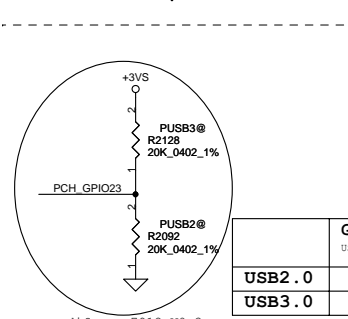 +3VS
2
PUSB3@
R2128
20K_0402_1%
1
PCH_GPIO23
2
PUSB2@
R2092
20K_0402_1%
1
USB2.0
USB3.0